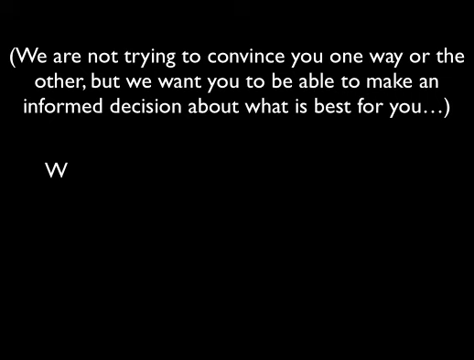 (We are not trying to convince you one way or the
other, but we want you to be able to make an
informed decision about what is best for you...)
W